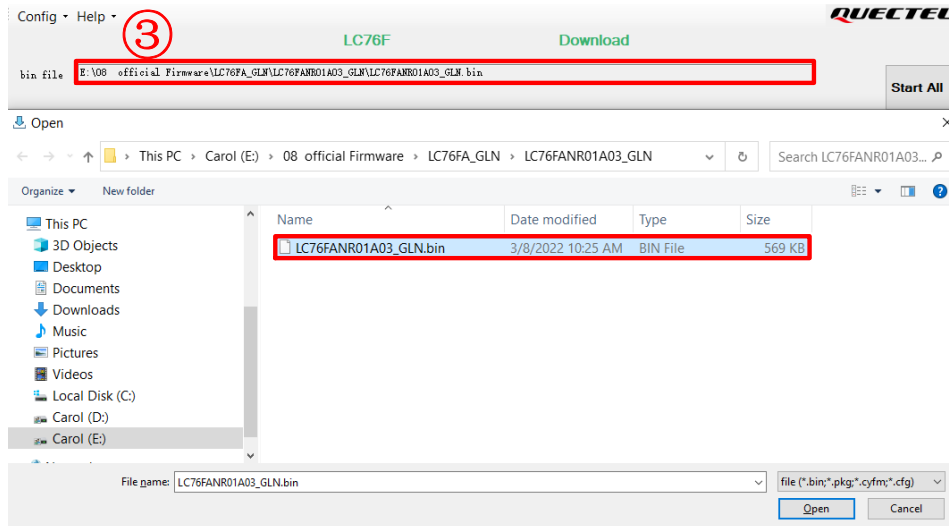 Config Help
③
QUECTEL
LC76F Download
bin file E:\08 official Firmware\LC76FA_GLN\LC76FANR01A03_GLN\LC76FANR01A03_GLN.bin
Start All
Open
This PC > Carol (E:) > 08 official Firmware > LC76FA_GLN > LC76FANR01A03_GLN
Search LC76FANR01A03...
Organize New folder
Name Date modified Type Size
This PC
LC76FANR01A03_GLN.bin 3/8/2022 10:25 AM BIN File 569 KB
3D Objects
Desktop
Documents
Downloads
Music
Pictures
Videos
Local Disk (C:)
Carol (D:)
Carol (E:)
File name: LC76FANR01A03_GLN.bin
file (*.bin;*.pkg;*.cyfm;*.cfg)
Open Cancel